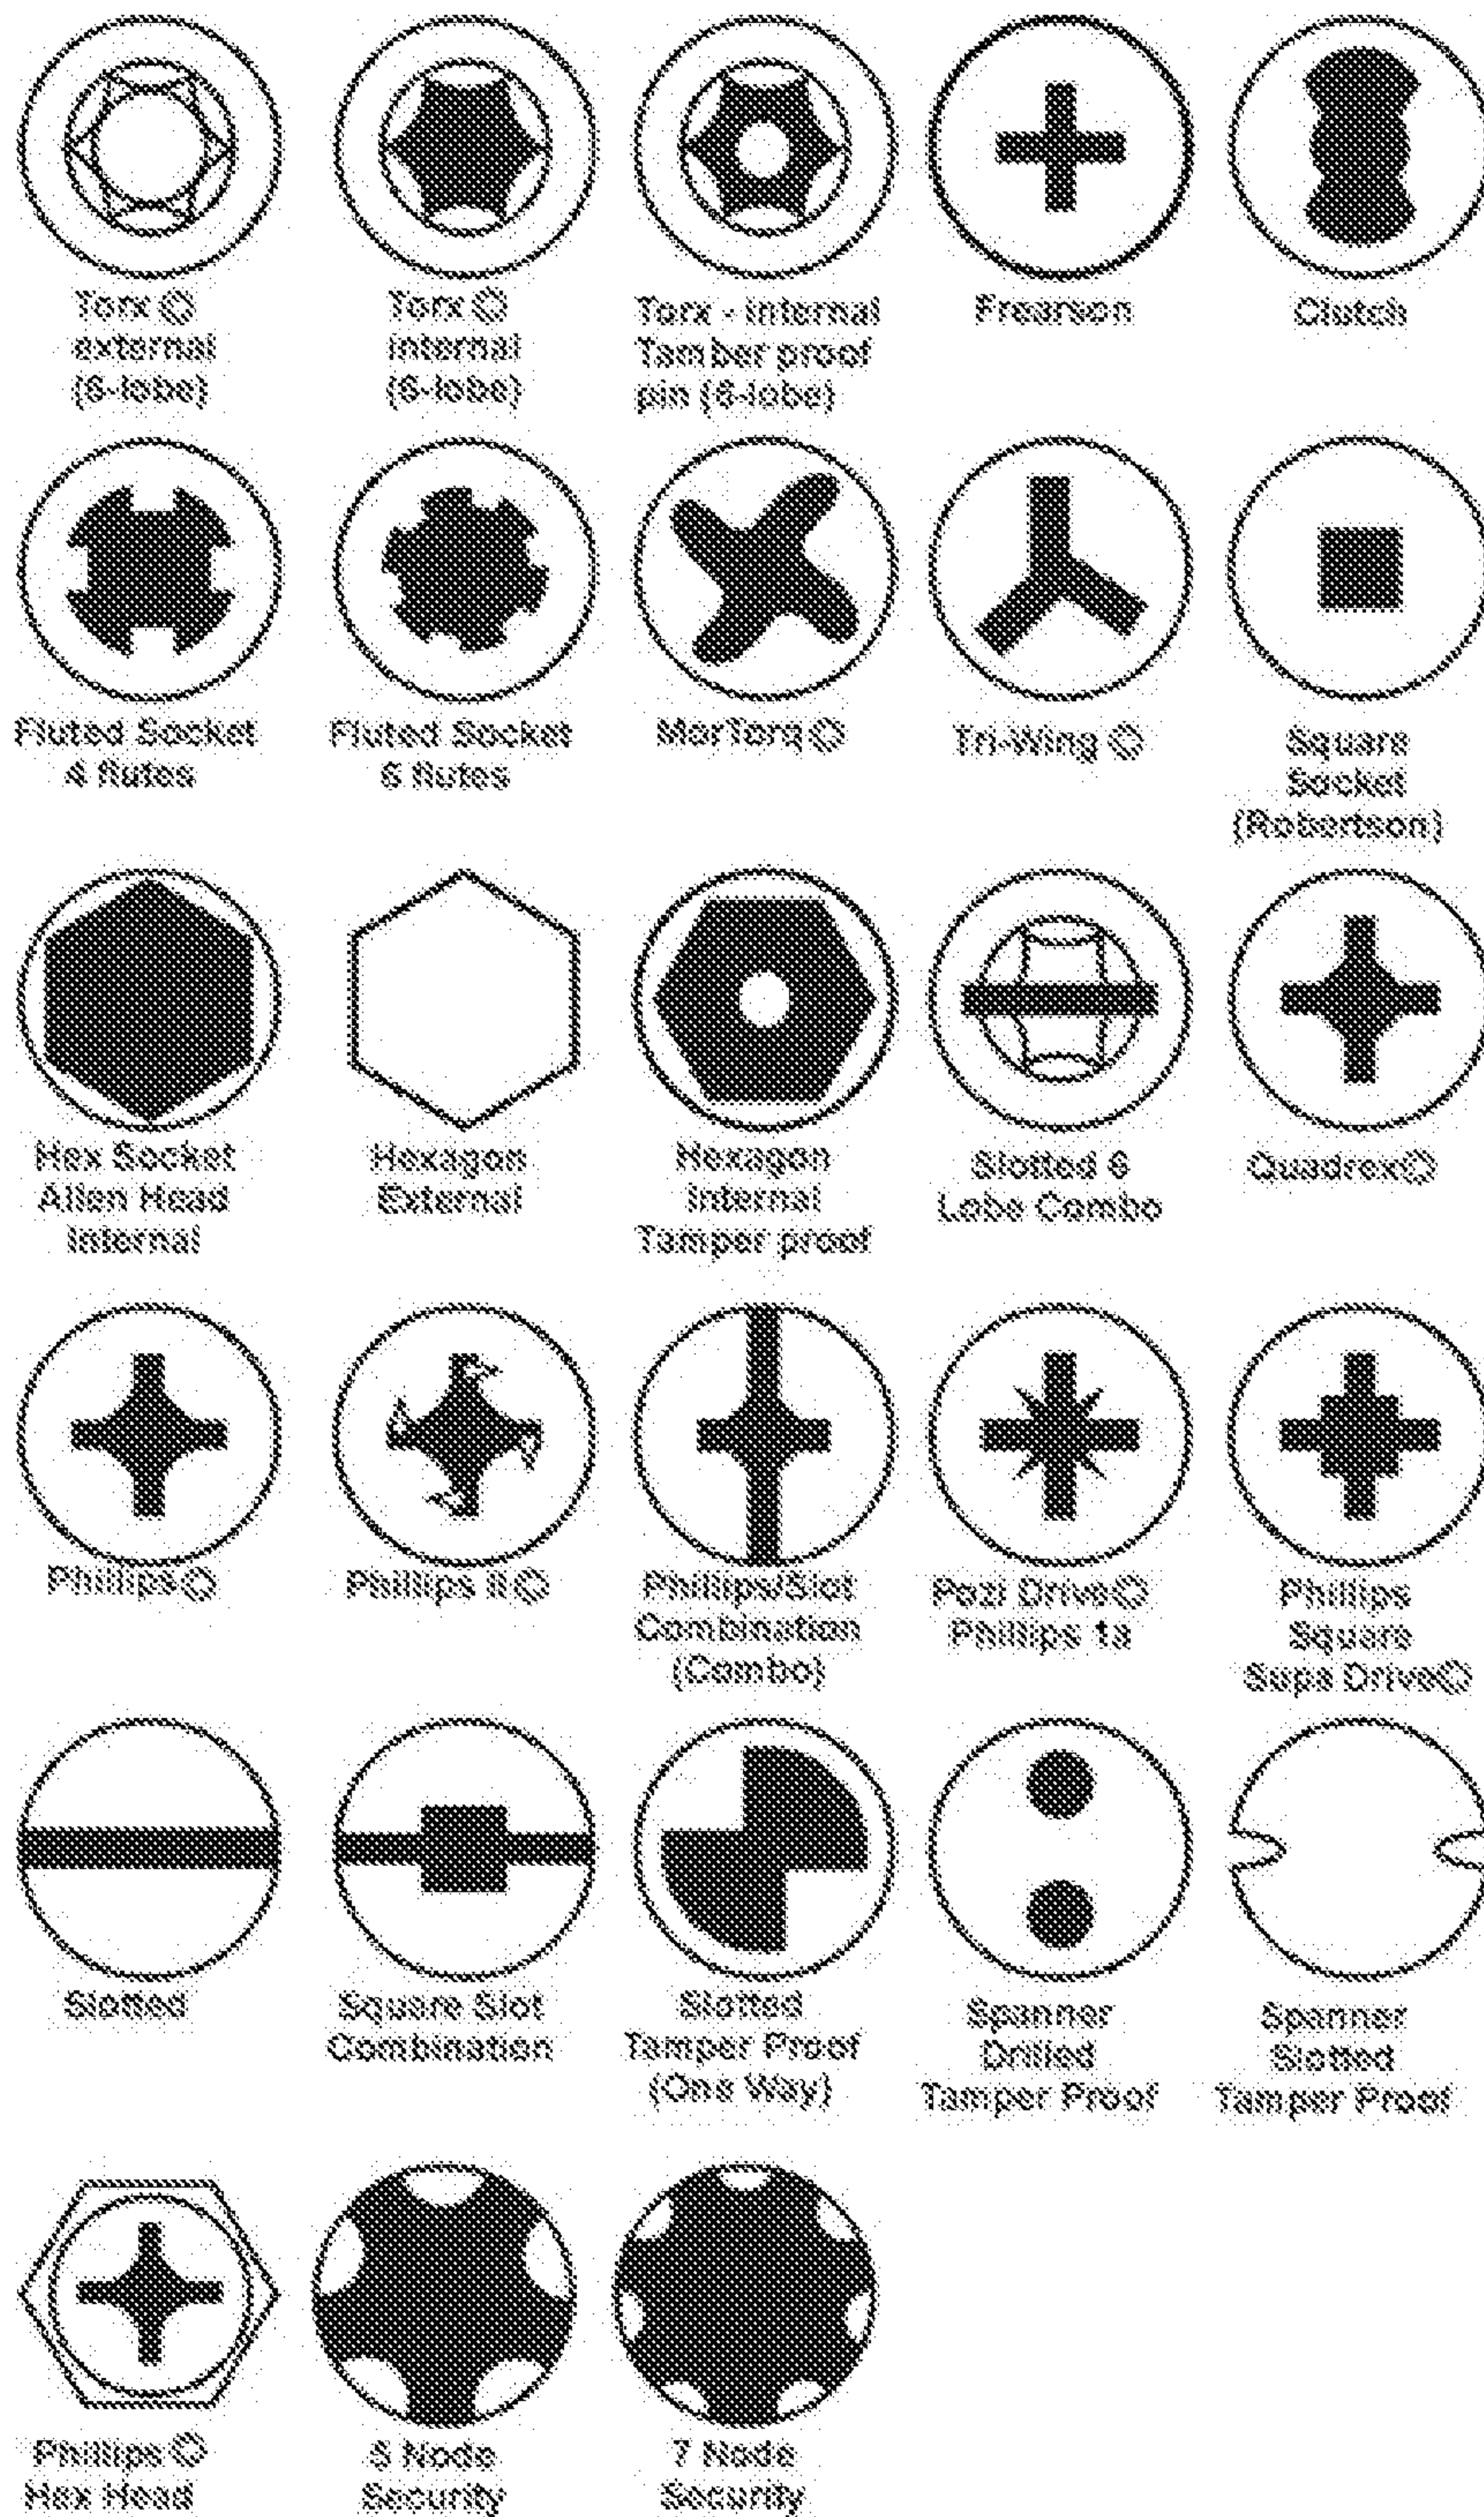 Torx ©
external
(6-lobe)
Torx ©
internal
(6-lobe)
Torx - internal
Tamber proof
pin (6-lobe)
Frearson
Clutch
Fluted Socket
4 flutes
Fluted Socket
6 flutes
MorTorq©
Tri-Wing ©
Square
Socket
(Robertson)
Hex Socket
Allen Head
Internal
Hexagon
External
Hexagon
Internal
Tamper proof
Slotted 6
Lobe Combo
Quadrex©
Phillips©
Phillips II©
Phillips/Slot
Combination
(Combo)
Pozi Drive©
Phillips 1a
Phillips
Square
Supa Drive©
Slotted
Square Slot
Combination
Slotted
Tamper Proof
(One Way)
Spanner
Drilled
Tamper Proof
Spanner
Slotted
Tamper Proof
Phillips ©
Hex Head
5 Node
Security
7 Node
Security